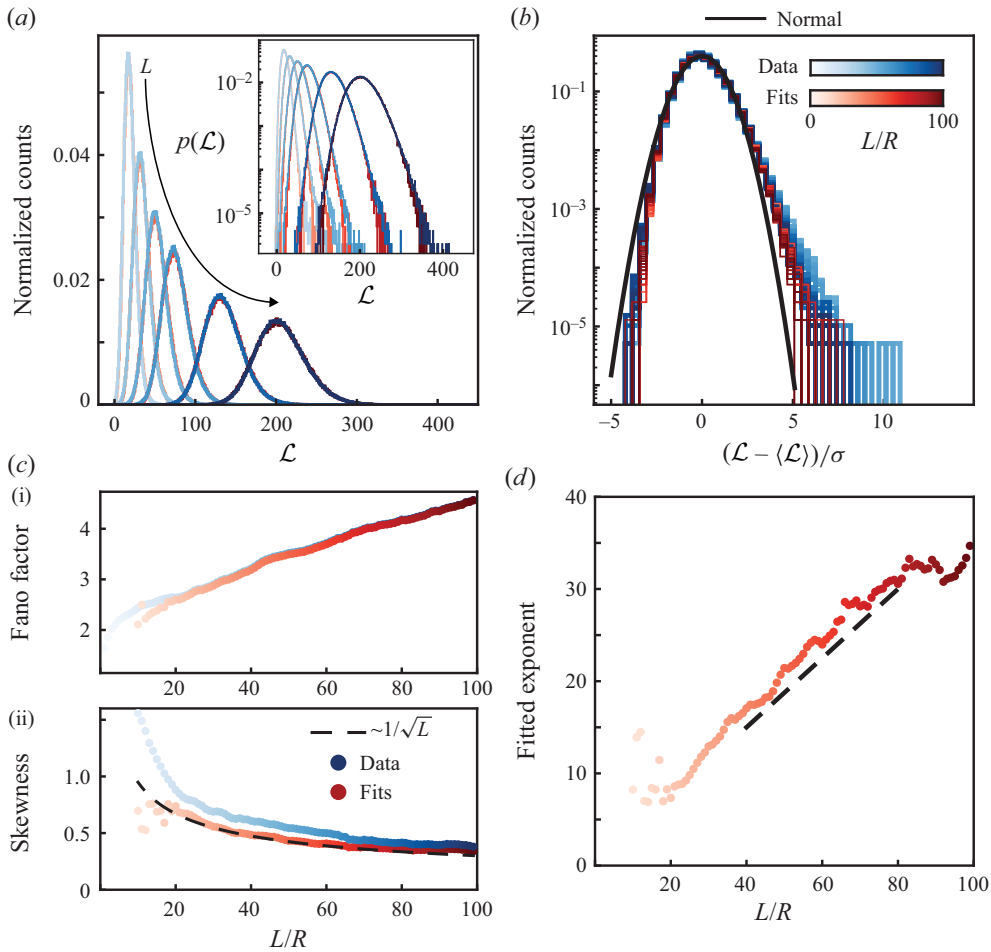 (a)
L
p(ℒ)
10⁻²
10⁻⁵
0
200
400
ℒ
Normalized counts
0.04
0.02
0
0
100
200
300
400
ℒ
(b)
Normal
Data
Fits
0
100
L/R
Normalized counts
10⁻¹
10⁻³
10⁻⁵
−5
0
5
10
(ℒ – ⟨ℒ⟩)/σ
(c)
(i)
Fano factor
4
3
2
20
40
60
80
100
(ii)
~1/√L
Data
Fits
Skewness
1.0
0.5
0
20
40
60
80
100
L/R
(d)
Fitted exponent
40
30
20
10
0
20
40
60
80
100
L/R